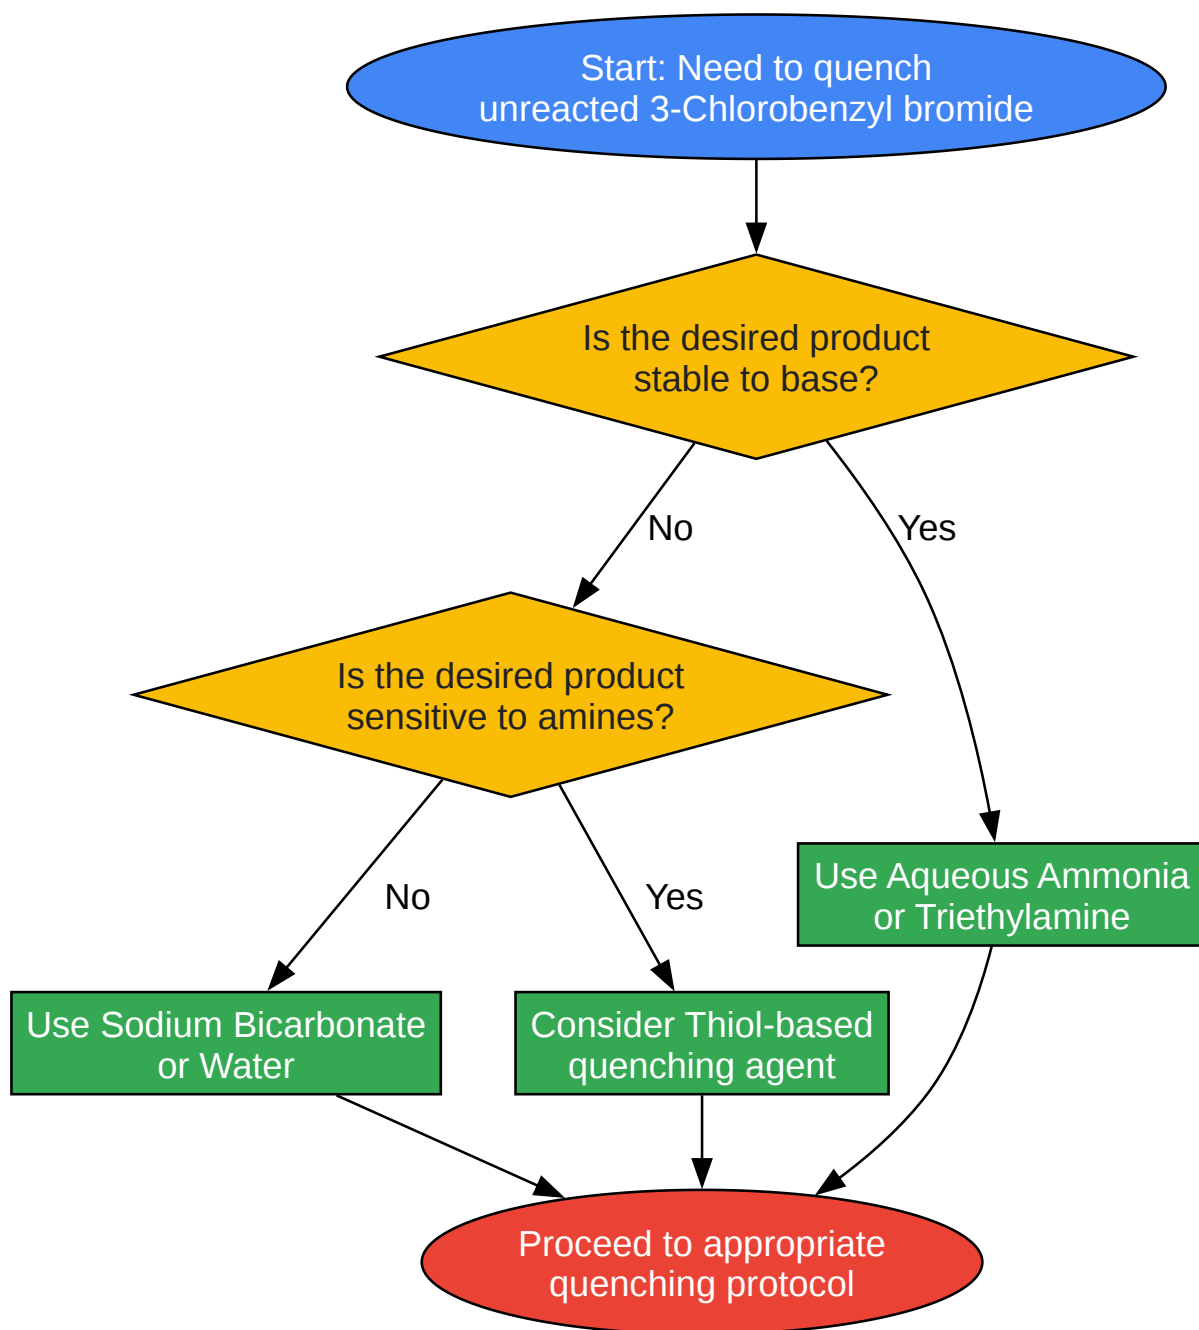 Start: Need to quench
unreacted 3-Chlorobenzyl bromide
Is the desired product
stable to base?
No
Yes
Is the desired product
sensitive to amines?
No
Yes
Use Aqueous Ammonia
or Triethylamine
Use Sodium Bicarbonate
or Water
Consider Thiol-based
quenching agent
Proceed to appropriate
quenching protocol